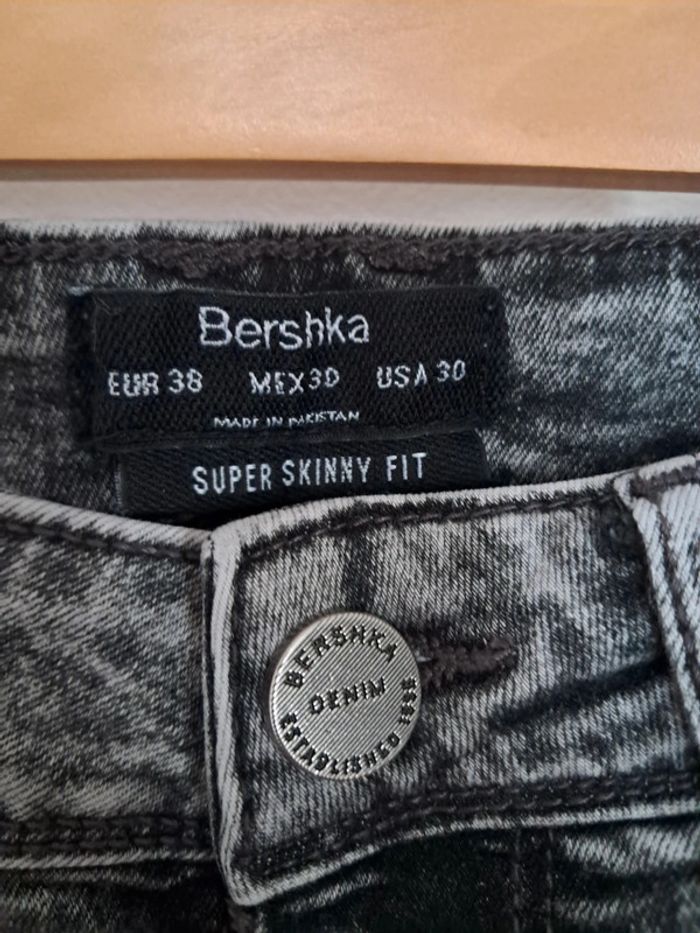 Bershka
EUR 38 MEX 30 USA 30
MADE IN PAKISTAN
SUPER SKINNY FIT
BERSHKA
DENIM
ESTABLISHED 1998